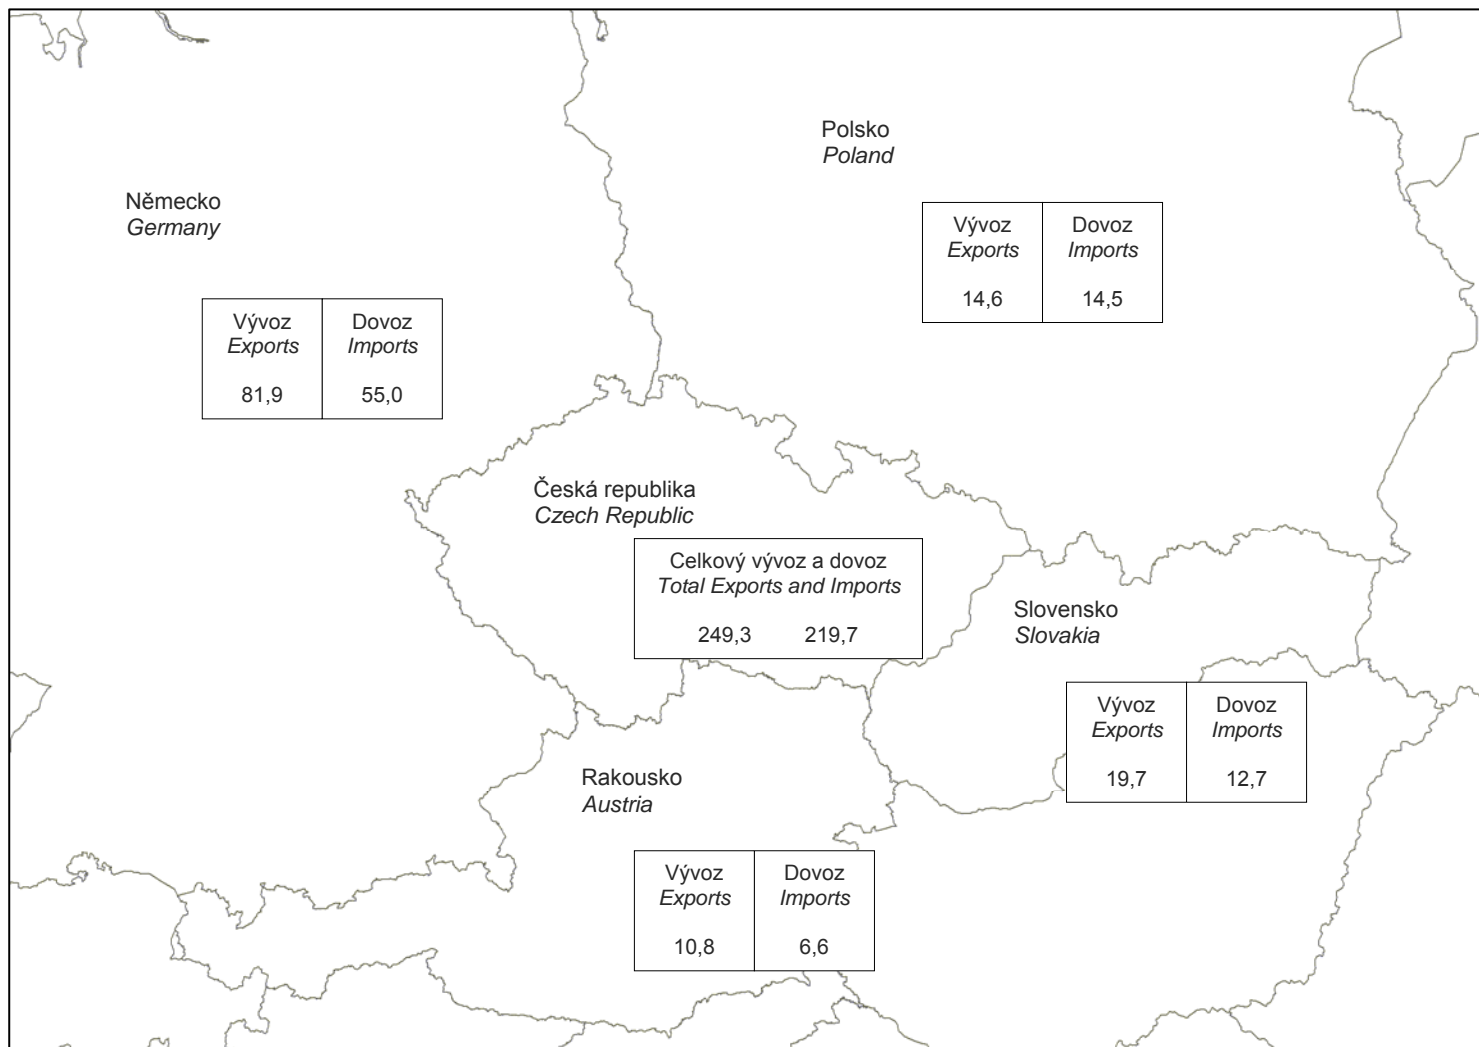 Polsko
Poland
Německo
Germany
Vývoz Dovoz
Exports Imports
14,6 14,5
Vývoz Dovoz
Exports Imports
81,9 55,0
Česká republika
Czech Republic
Celkový vývoz a dovoz
Total Exports and Imports
249,3 219,7
Slovensko
Slovakia
Vývoz Dovoz
Exports Imports
19,7 12,7
Rakousko
Austria
Vývoz Dovoz
Exports Imports
10,8 6,6